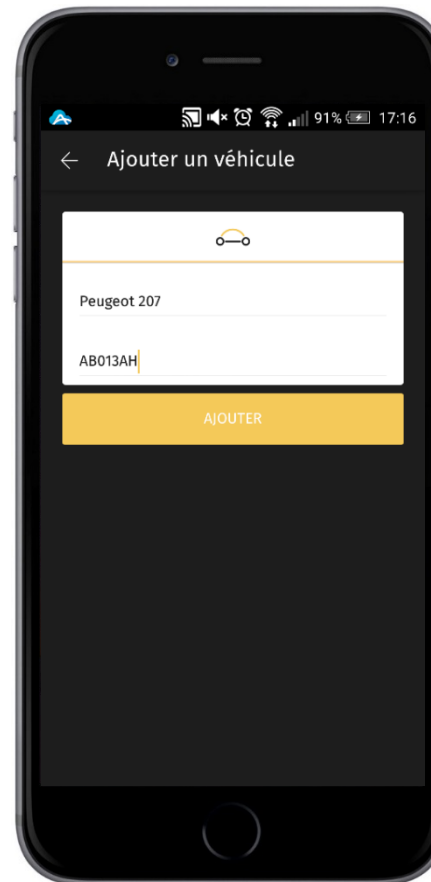 91% 17:16
Ajouter un véhicule
Peugeot 207
AB013AH
AJOUTER